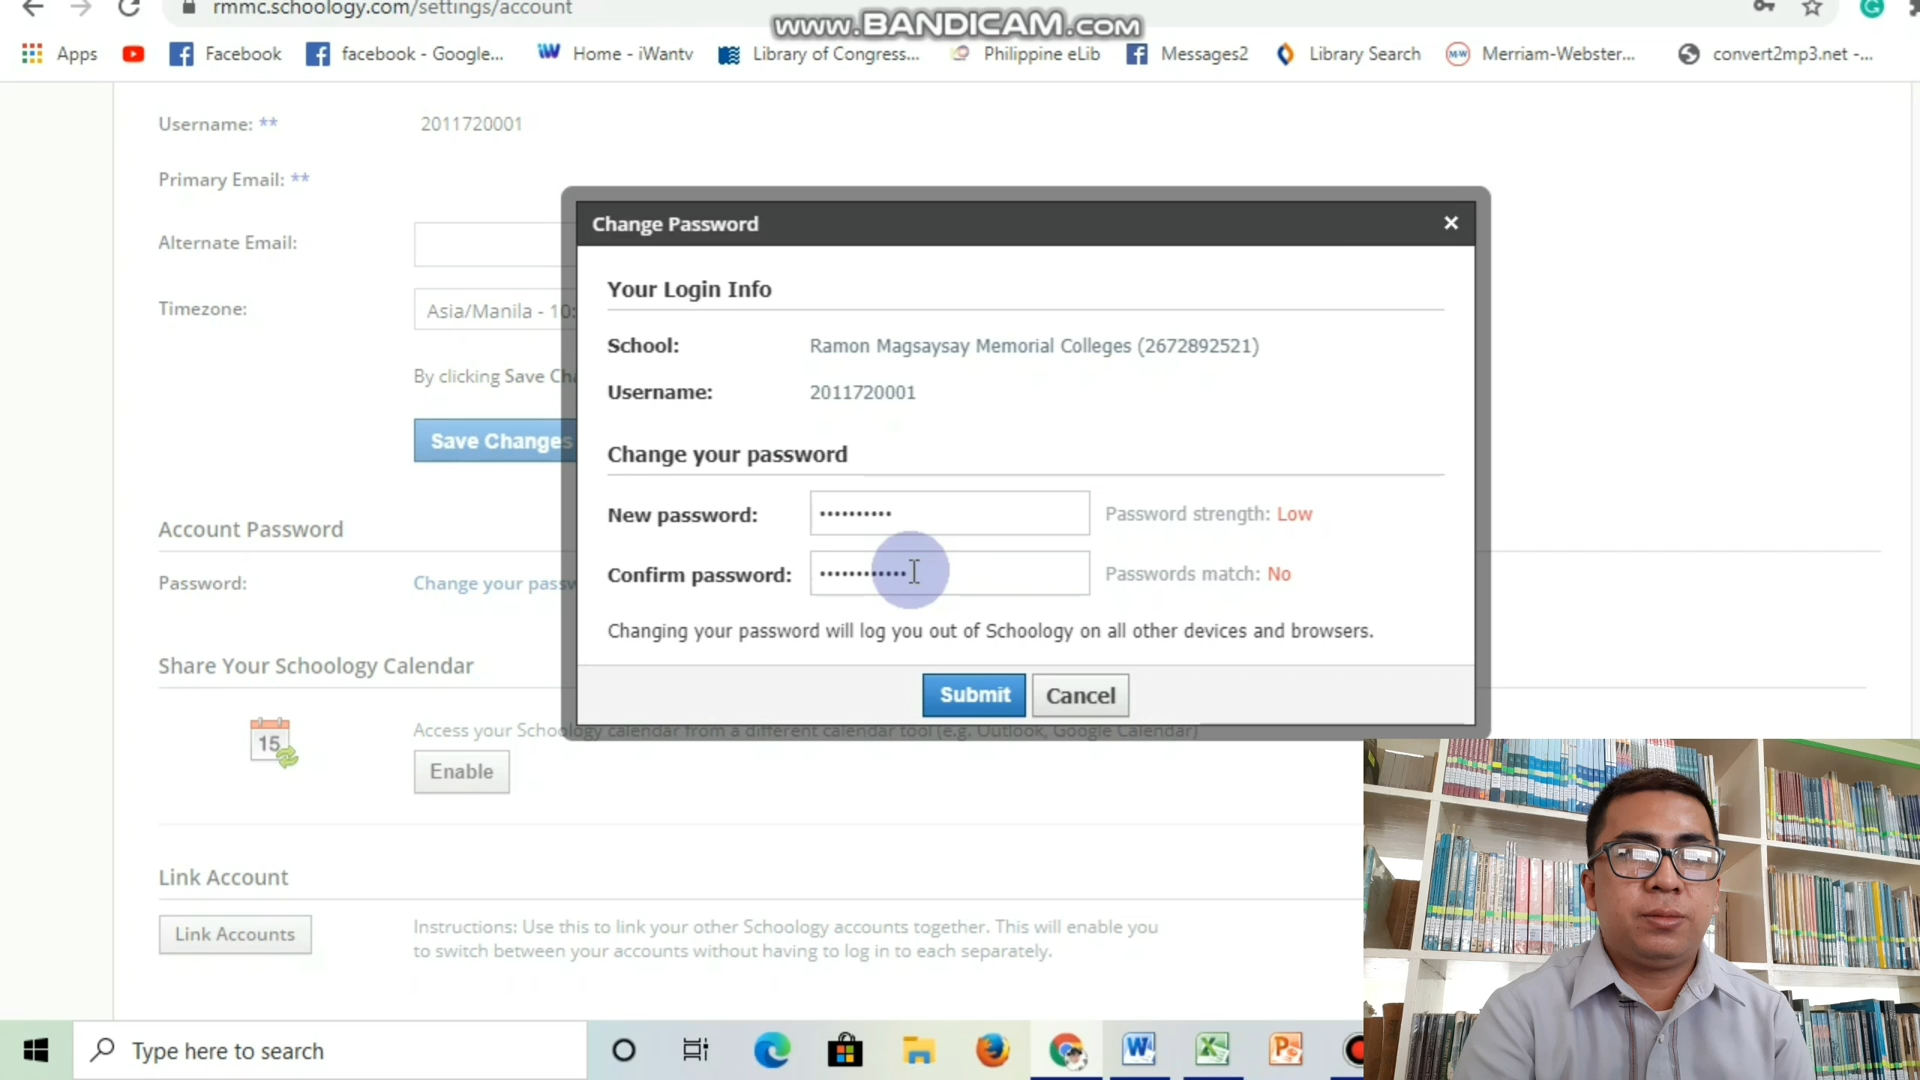 rmmc.schoology.com/settings/account
www.BANDICAM.com
Apps
Facebook
facebook - Google...
Home - iWantv
Library of Congress...
Philippine eLib
Messages2
Library Search
Merriam-Webster...
convert2mp3.net -...
Username: **
2011720001
Primary Email: **
Alternate Email:
Timezone:
Asia/Manila - 10:
By clicking Save Cha
Save Changes
Account Password
Password:
Change your passw
Share Your Schoology Calendar
15
Access your Schoology calendar from a different calendar tool (e.g. Outlook, Google Calendar)
Enable
Link Account
Link Accounts
Instructions: Use this to link your other Schoology accounts together. This will enable you
to switch between your accounts without having to log in to each separately.
Change Password
×
Your Login Info
School:
Ramon Magsaysay Memorial Colleges (2672892521)
Username:
2011720001
Change your password
New password:
••••••••••
Password strength: Low
Confirm password:
••••••••••••
Passwords match: No
Changing your password will log you out of Schoology on all other devices and browsers.
Submit
Cancel
Type here to search